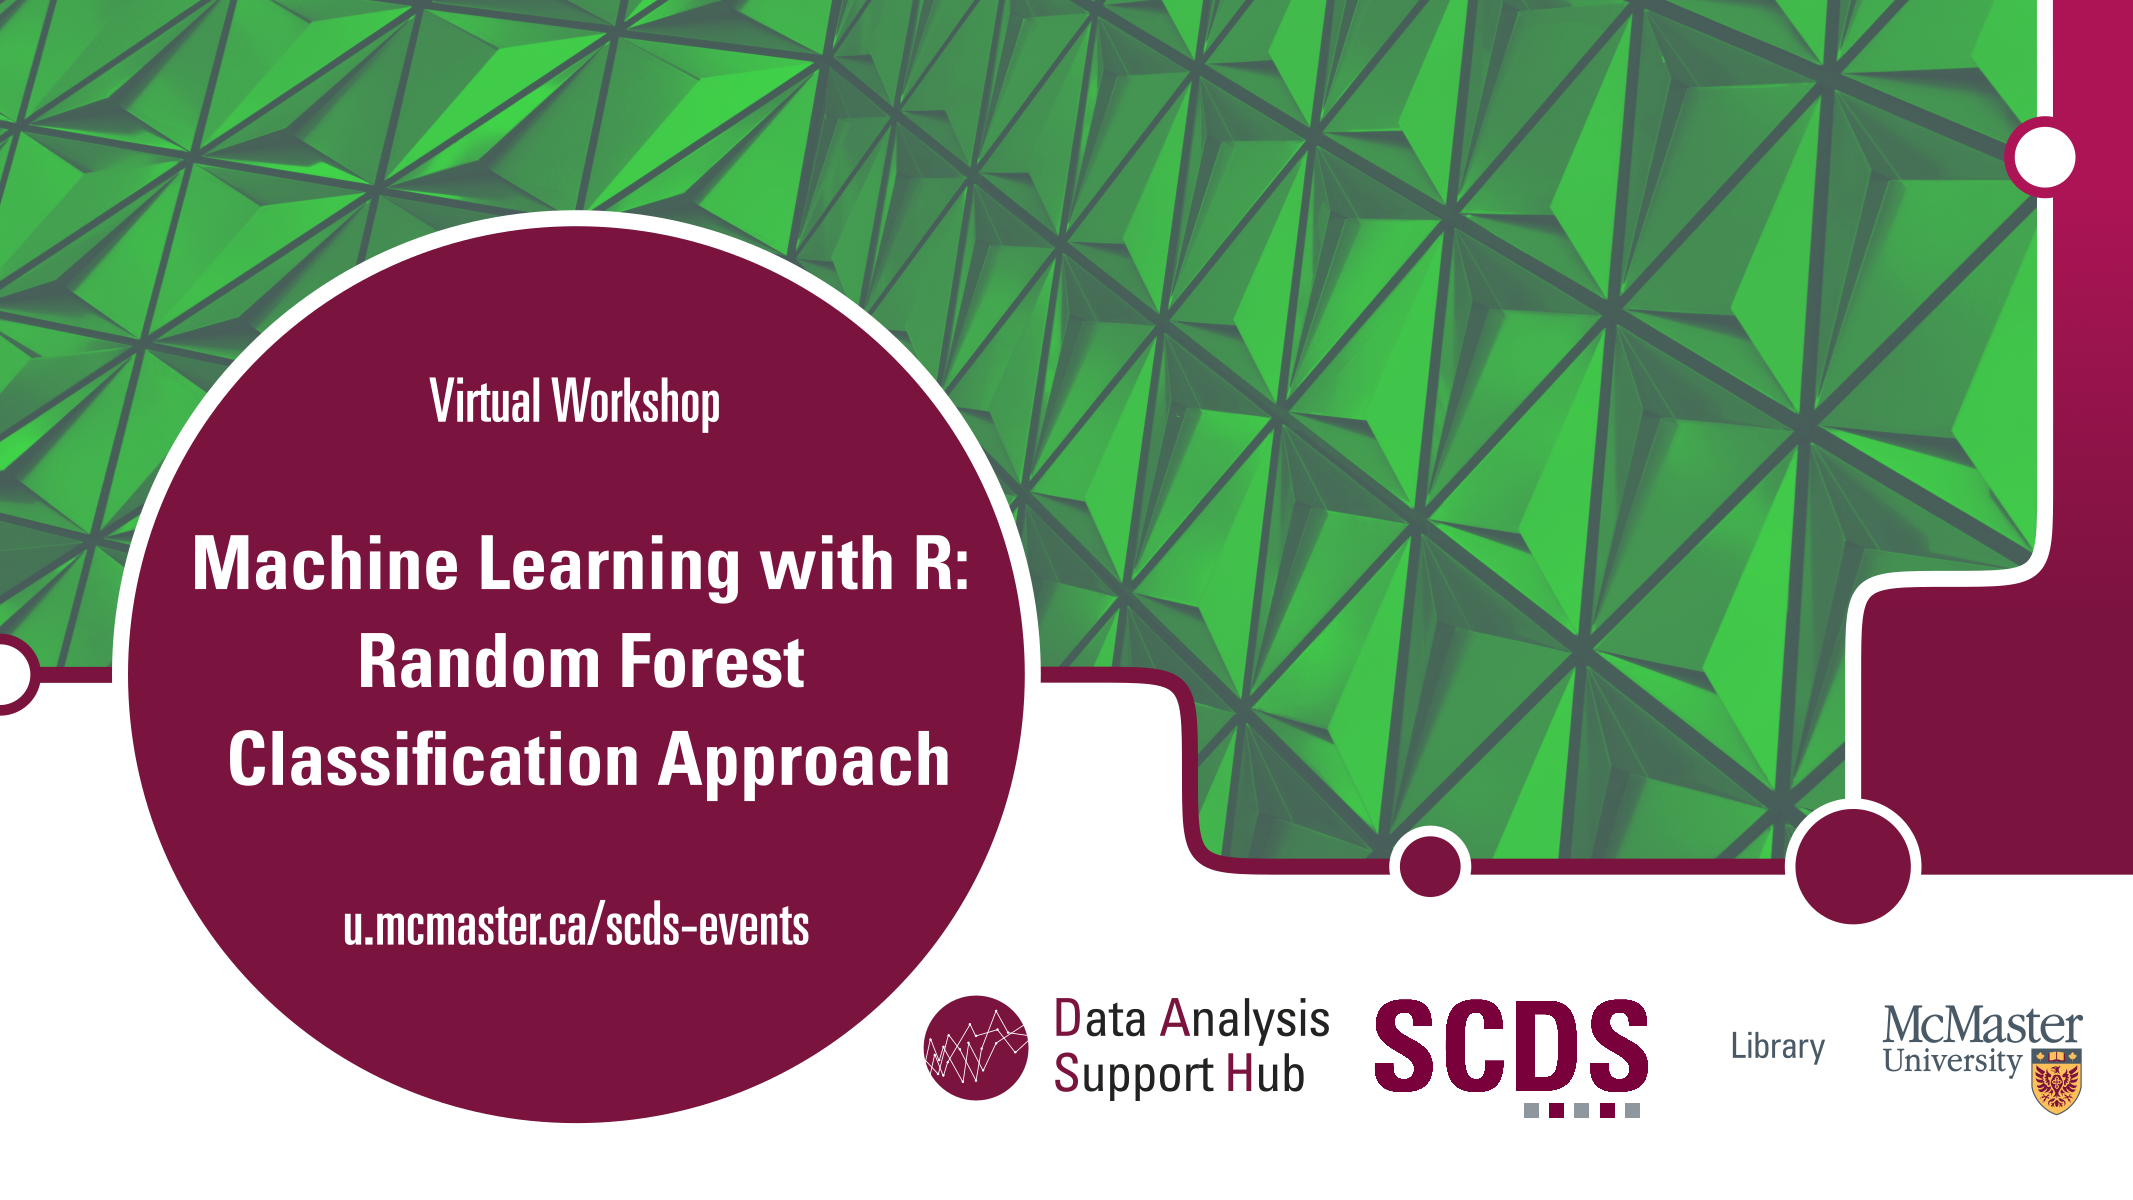 Virtual Workshop
Machine Learning with R:
Random Forest
Classification Approach
u.mcmaster.ca/scds-events
Data Analysis
Support Hub
SCDS
Library
McMaster
University